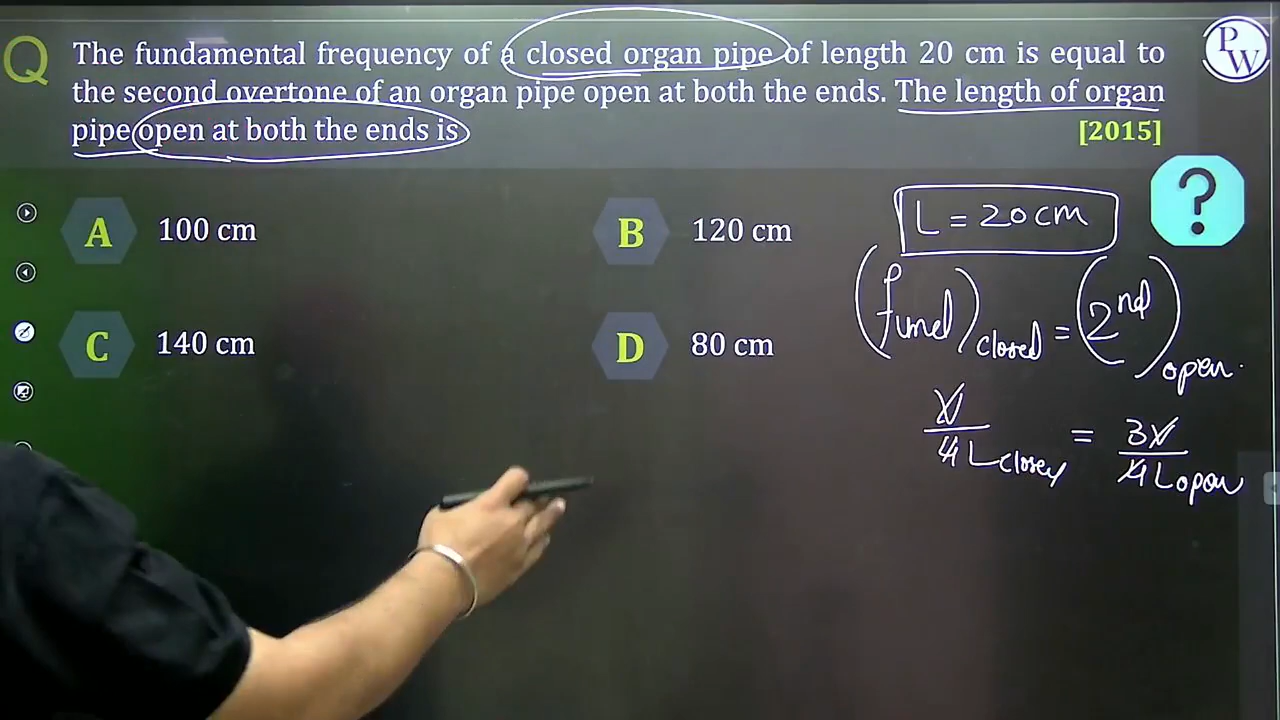 Q
The fundamental frequency of a closed organ pipe of length 20 cm is equal to
the second overtone of an organ pipe open at both the ends. The length of organ
pipe open at both the ends is
[2015]
PW
?
A 100 cm
B 120 cm
C 140 cm
D 80 cm
L = 20 cm
(fund)closed = (2nd)open.
V/4Lclosed = 3V/4Lopen